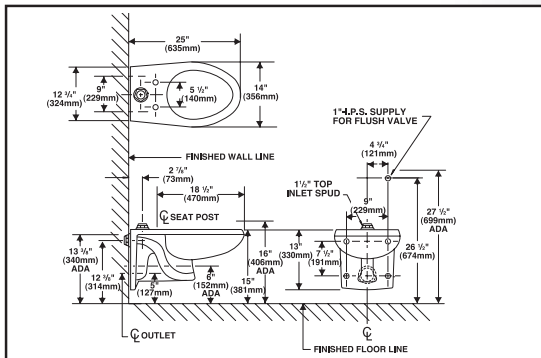 25"
(635mm)
12 3/4"
(324mm)
9"
(229mm)
5 1/2"
(140mm)
14"
(356mm)
1"-I.P.S. SUPPLY
FOR FLUSH VALVE
4 3/4"
(121mm)
FINISHED WALL LINE
2 7/8"
(73mm)
18 1/2"
(470mm)
℄ SEAT POST
1½" TOP
INLET SPUD
9"
(229mm)
27 1/2"
(699mm)
ADA
26 1/2"
(674mm)
16"
(406mm)
ADA
13"
(330mm)
7 1/2"
(191mm)
13 3/8"
(340mm)
ADA
12 3/8"
(314mm)
5"
(127mm)
6"
(152mm)
ADA
15"
(381mm)
℄ OUTLET
℄
FINISHED FLOOR LINE